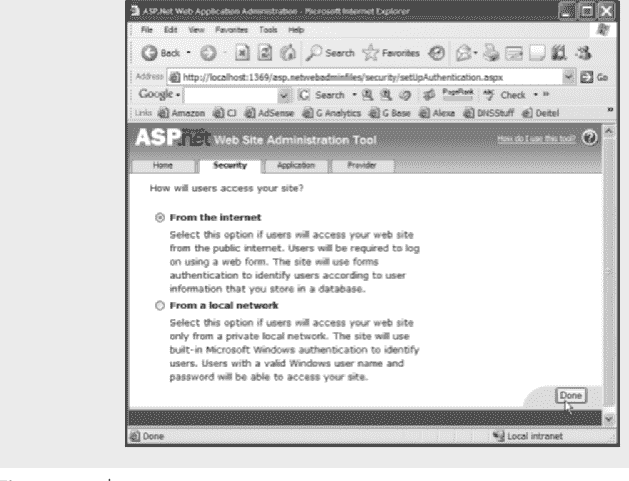 ASP.Net Web Application Administration - Microsoft Internet Explorer
File Edit View Favorites Tools Help
Back Search Favorites
Address http://localhost:1369/asp.netwebadminfiles/security/setUpAuthentication.aspx Go
Google Search PageRank Check
Links Amazon CJ AdSense G Analytics G Base Alexa DNSStuff Deitel
ASP.net Web Site Administration Tool How do I use this tool? ?
Home Security Application Provider
How will users access your site?
From the internet
Select this option if users will access your web site
from the public internet. Users will be required to log
on using a web form. The site will use forms
authentication to identify users according to user
information that you store in a database.
From a local network
Select this option if users will access your web site
only from a private local network. The site will use
built-in Microsoft Windows authentication to identify
users. Users with a valid Windows user name and
password will be able to access your site.
Done
Done Local intranet